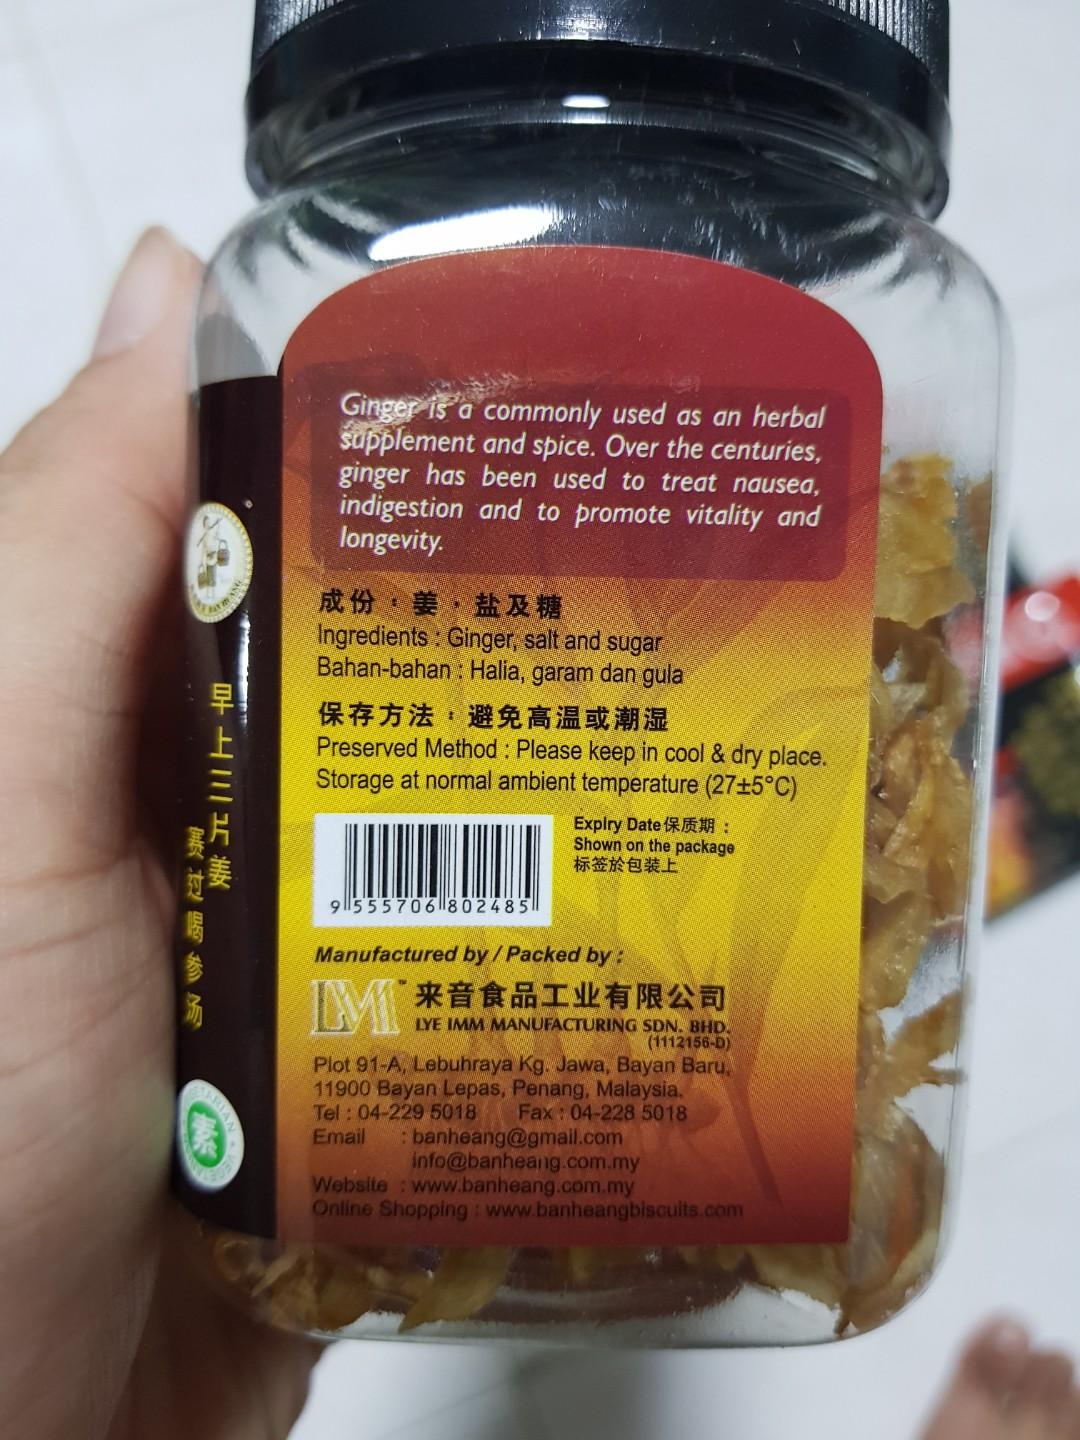 Ginger is a commonly used as an herbal
supplement and spice. Over the centuries,
ginger has been used to treat nausea,
indigestion and to promote vitality and
longevity.
成份：姜，盐及糖
Ingredients : Ginger, salt and sugar
Bahan-bahan : Halia, garam dan gula
保存方法：避免高温或潮湿
Preserved Method : Please keep in cool & dry place.
Storage at normal ambient temperature (27±5°C)
Expiry Date保质期：
Shown on the package
标签於包装上
9 555706 802485
Manufactured by / Packed by :
LYM™ 来音食品工业有限公司
LYE IMM MANUFACTURING SDN. BHD.
(1112156-D)
Plot 91-A, Lebuhraya Kg. Jawa, Bayan Baru,
11900 Bayan Lepas, Penang, Malaysia.
Tel : 04-229 5018 Fax : 04-228 5018
Email : banheang@gmail.com
info@banheang.com.my
Website : www.banheang.com.my
Online Shopping : www.banheangbiscuits.com
早上三片姜
赛过喝参汤
素